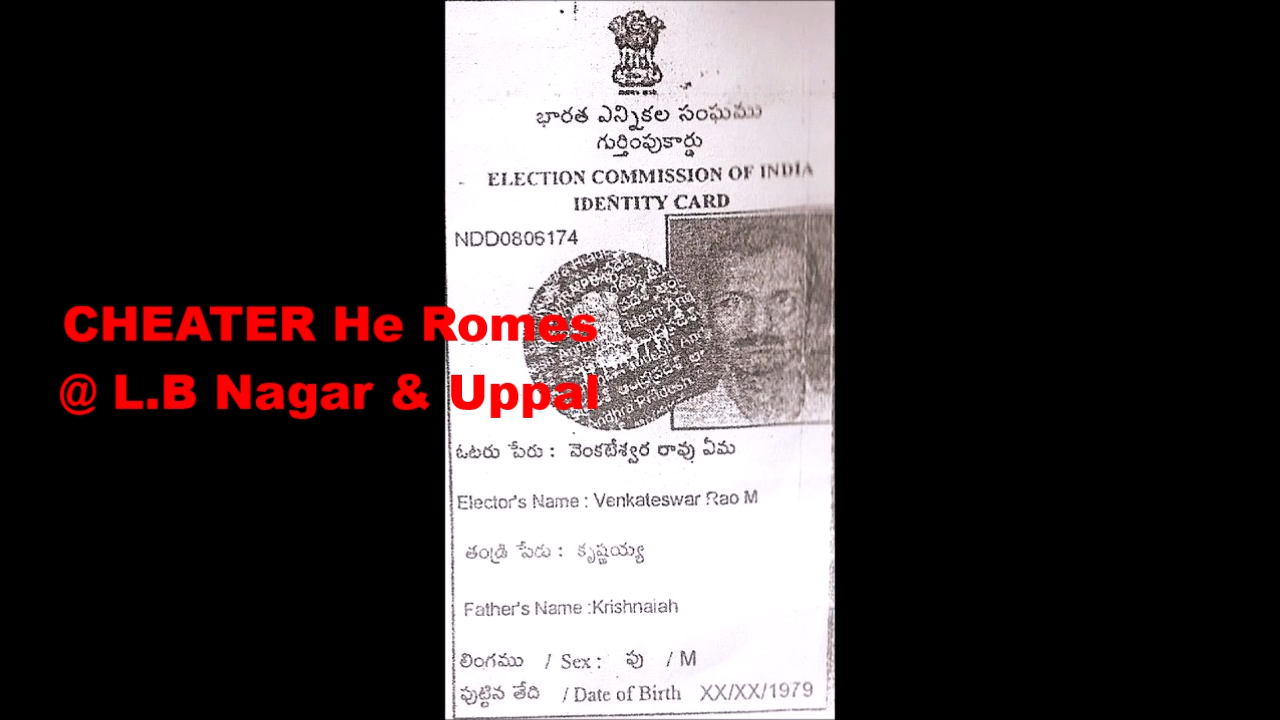 భారత ఎన్నికల సంఘము
గుర్తింపుకార్డు
ELECTION COMMISSION OF INDIA
IDENTITY CARD
NDD0806174
CHEATER He Romes
@ L.B Nagar & Uppal
ఓటరు పేరు : వెంకటేశ్వర రావు ఏమ
Elector's Name : Venkateswar Rao M
తండ్రి పేరు : కృష్ణయ్య
Father's Name :Krishnaiah
లింగము / Sex : పు / M
పుట్టిన తేది / Date of Birth XX/XX/1979